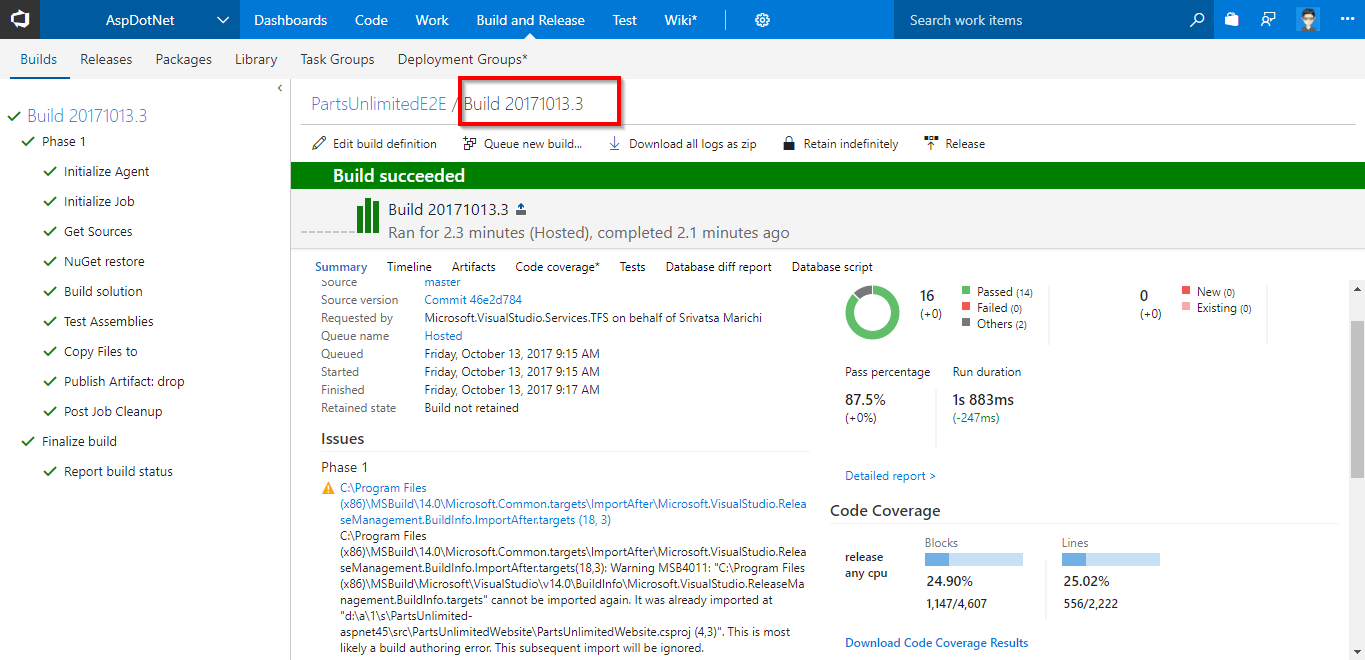 AspDotNet
Dashboards Code Work Build and Release Test Wiki*
Search work items
Builds Releases Packages Library Task Groups Deployment Groups*
Build 20171013.3
Phase 1
Initialize Agent
Initialize Job
Get Sources
NuGet restore
Build solution
Test Assemblies
Copy Files to
Publish Artifact: drop
Post Job Cleanup
Finalize build
Report build status
PartsUnlimitedE2E / Build 20171013.3
Edit build definition Queue new build... Download all logs as zip Retain indefinitely Release
Build succeeded
Build 20171013.3
Ran for 2.3 minutes (Hosted), completed 2.1 minutes ago
Summary Timeline Artifacts Code coverage* Tests Database diff report Database script
Source master
Source version Commit 46e2d784
Requested by Microsoft.VisualStudio.Services.TFS on behalf of Srivatsa Marichi
Queue name Hosted
Queued Friday, October 13, 2017 9:15 AM
Started Friday, October 13, 2017 9:15 AM
Finished Friday, October 13, 2017 9:17 AM
Retained state Build not retained
Issues
Phase 1
C:\Program Files
(x86)\MSBuild\14.0\Microsoft.Common.targets\ImportAfter\Microsoft.VisualStudio.Relea
seManagement.BuildInfo.ImportAfter.targets (18, 3)
C:\Program Files
(x86)\MSBuild\14.0\Microsoft.Common.targets\ImportAfter\Microsoft.VisualStudio.Relea
seManagement.BuildInfo.ImportAfter.targets(18,3): Warning MSB4011: "C:\Program Files
(x86)\MSBuild\Microsoft\VisualStudio\v14.0\BuildInfo\Microsoft.VisualStudio.ReleaseMa
nagement.BuildInfo.targets" cannot be imported again. It was already imported at
"d:\a\1\s\PartsUnlimited-
aspnet45\src\PartsUnlimitedWebsite\PartsUnlimitedWebsite.csproj (4,3)". This is most
likely a build authoring error. This subsequent import will be ignored.
16
(+0)
Passed (14)
Failed (0)
Others (2)
0
(+0)
New (0)
Existing (0)
Pass percentage
87.5%
(+0%)
Run duration
1s 883ms
(-247ms)
Detailed report >
Code Coverage
release
any cpu
Blocks
24.90%
1,147/4,607
Lines
25.02%
556/2,222
Download Code Coverage Results